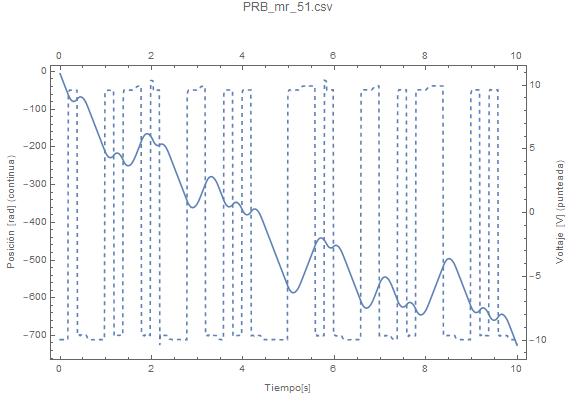 PRB_mr_51.csv
0 2 4 6 8 10
0
-100
-200
-300
-400
-500
-600
-700
Posición [rad] (continua)
10
5
0
-5
-10
Voltaje [V] (punteada)
0 2 4 6 8 10
Tiempo[s]